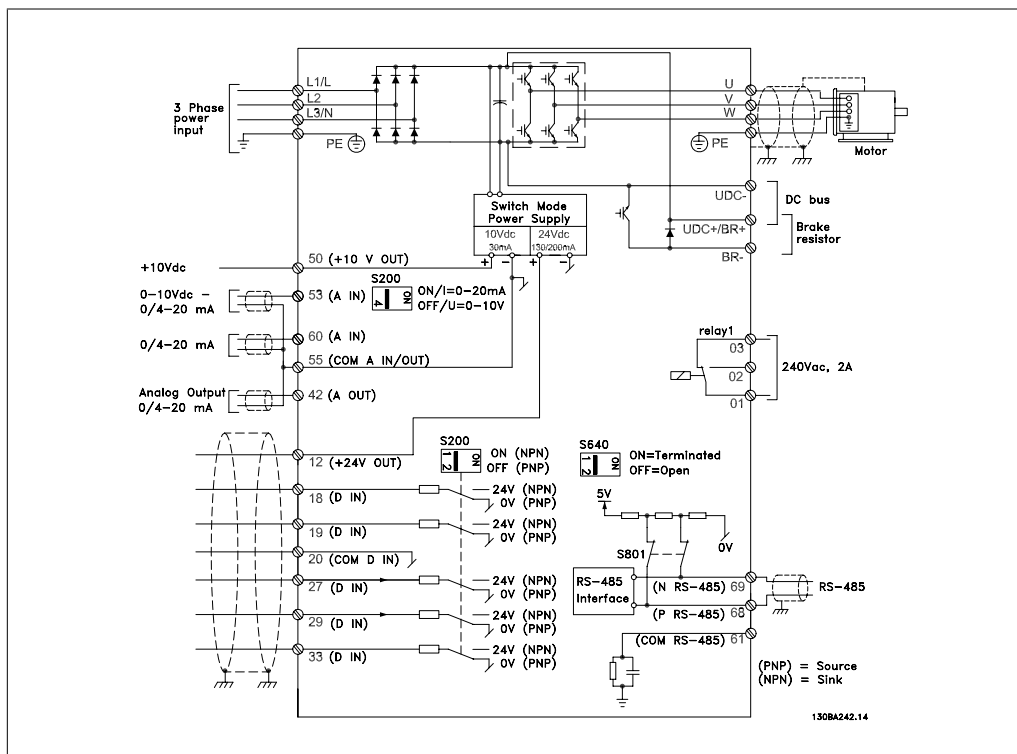 3 Phase
power
input
L1/L
L2
L3/N
PE
U
V
W
PE
Motor
UDC-
DC bus
UDC+/BR+
Brake
resistor
BR-
Switch Mode
Power Supply
10Vdc
30mA
24Vdc
130/200mA
+ - + -
+10Vdc
50 (+10 V OUT)
0-10Vdc -
0/4-20 mA
53 (A IN)
S200
ON
4
ON/I=0-20mA
OFF/U=0-10V
0/4-20 mA
60 (A IN)
55 (COM A IN/OUT)
Analog Output
0/4-20 mA
42 (A OUT)
relay1
03
02
01
240Vac, 2A
12 (+24V OUT)
S200
ON
1 2
ON (NPN)
OFF (PNP)
18 (D IN)
24V (NPN)
0V (PNP)
19 (D IN)
24V (NPN)
0V (PNP)
20 (COM D IN)
27 (D IN)
24V (NPN)
0V (PNP)
29 (D IN)
24V (NPN)
0V (PNP)
33 (D IN)
24V (NPN)
0V (PNP)
S640
ON
1 2
ON=Terminated
OFF=Open
5V
0V
S801
RS-485
Interface
(N RS-485) 69
RS-485
(P RS-485) 68
(COM RS-485) 61
(PNP) = Source
(NPN) = Sink
130BA242.14